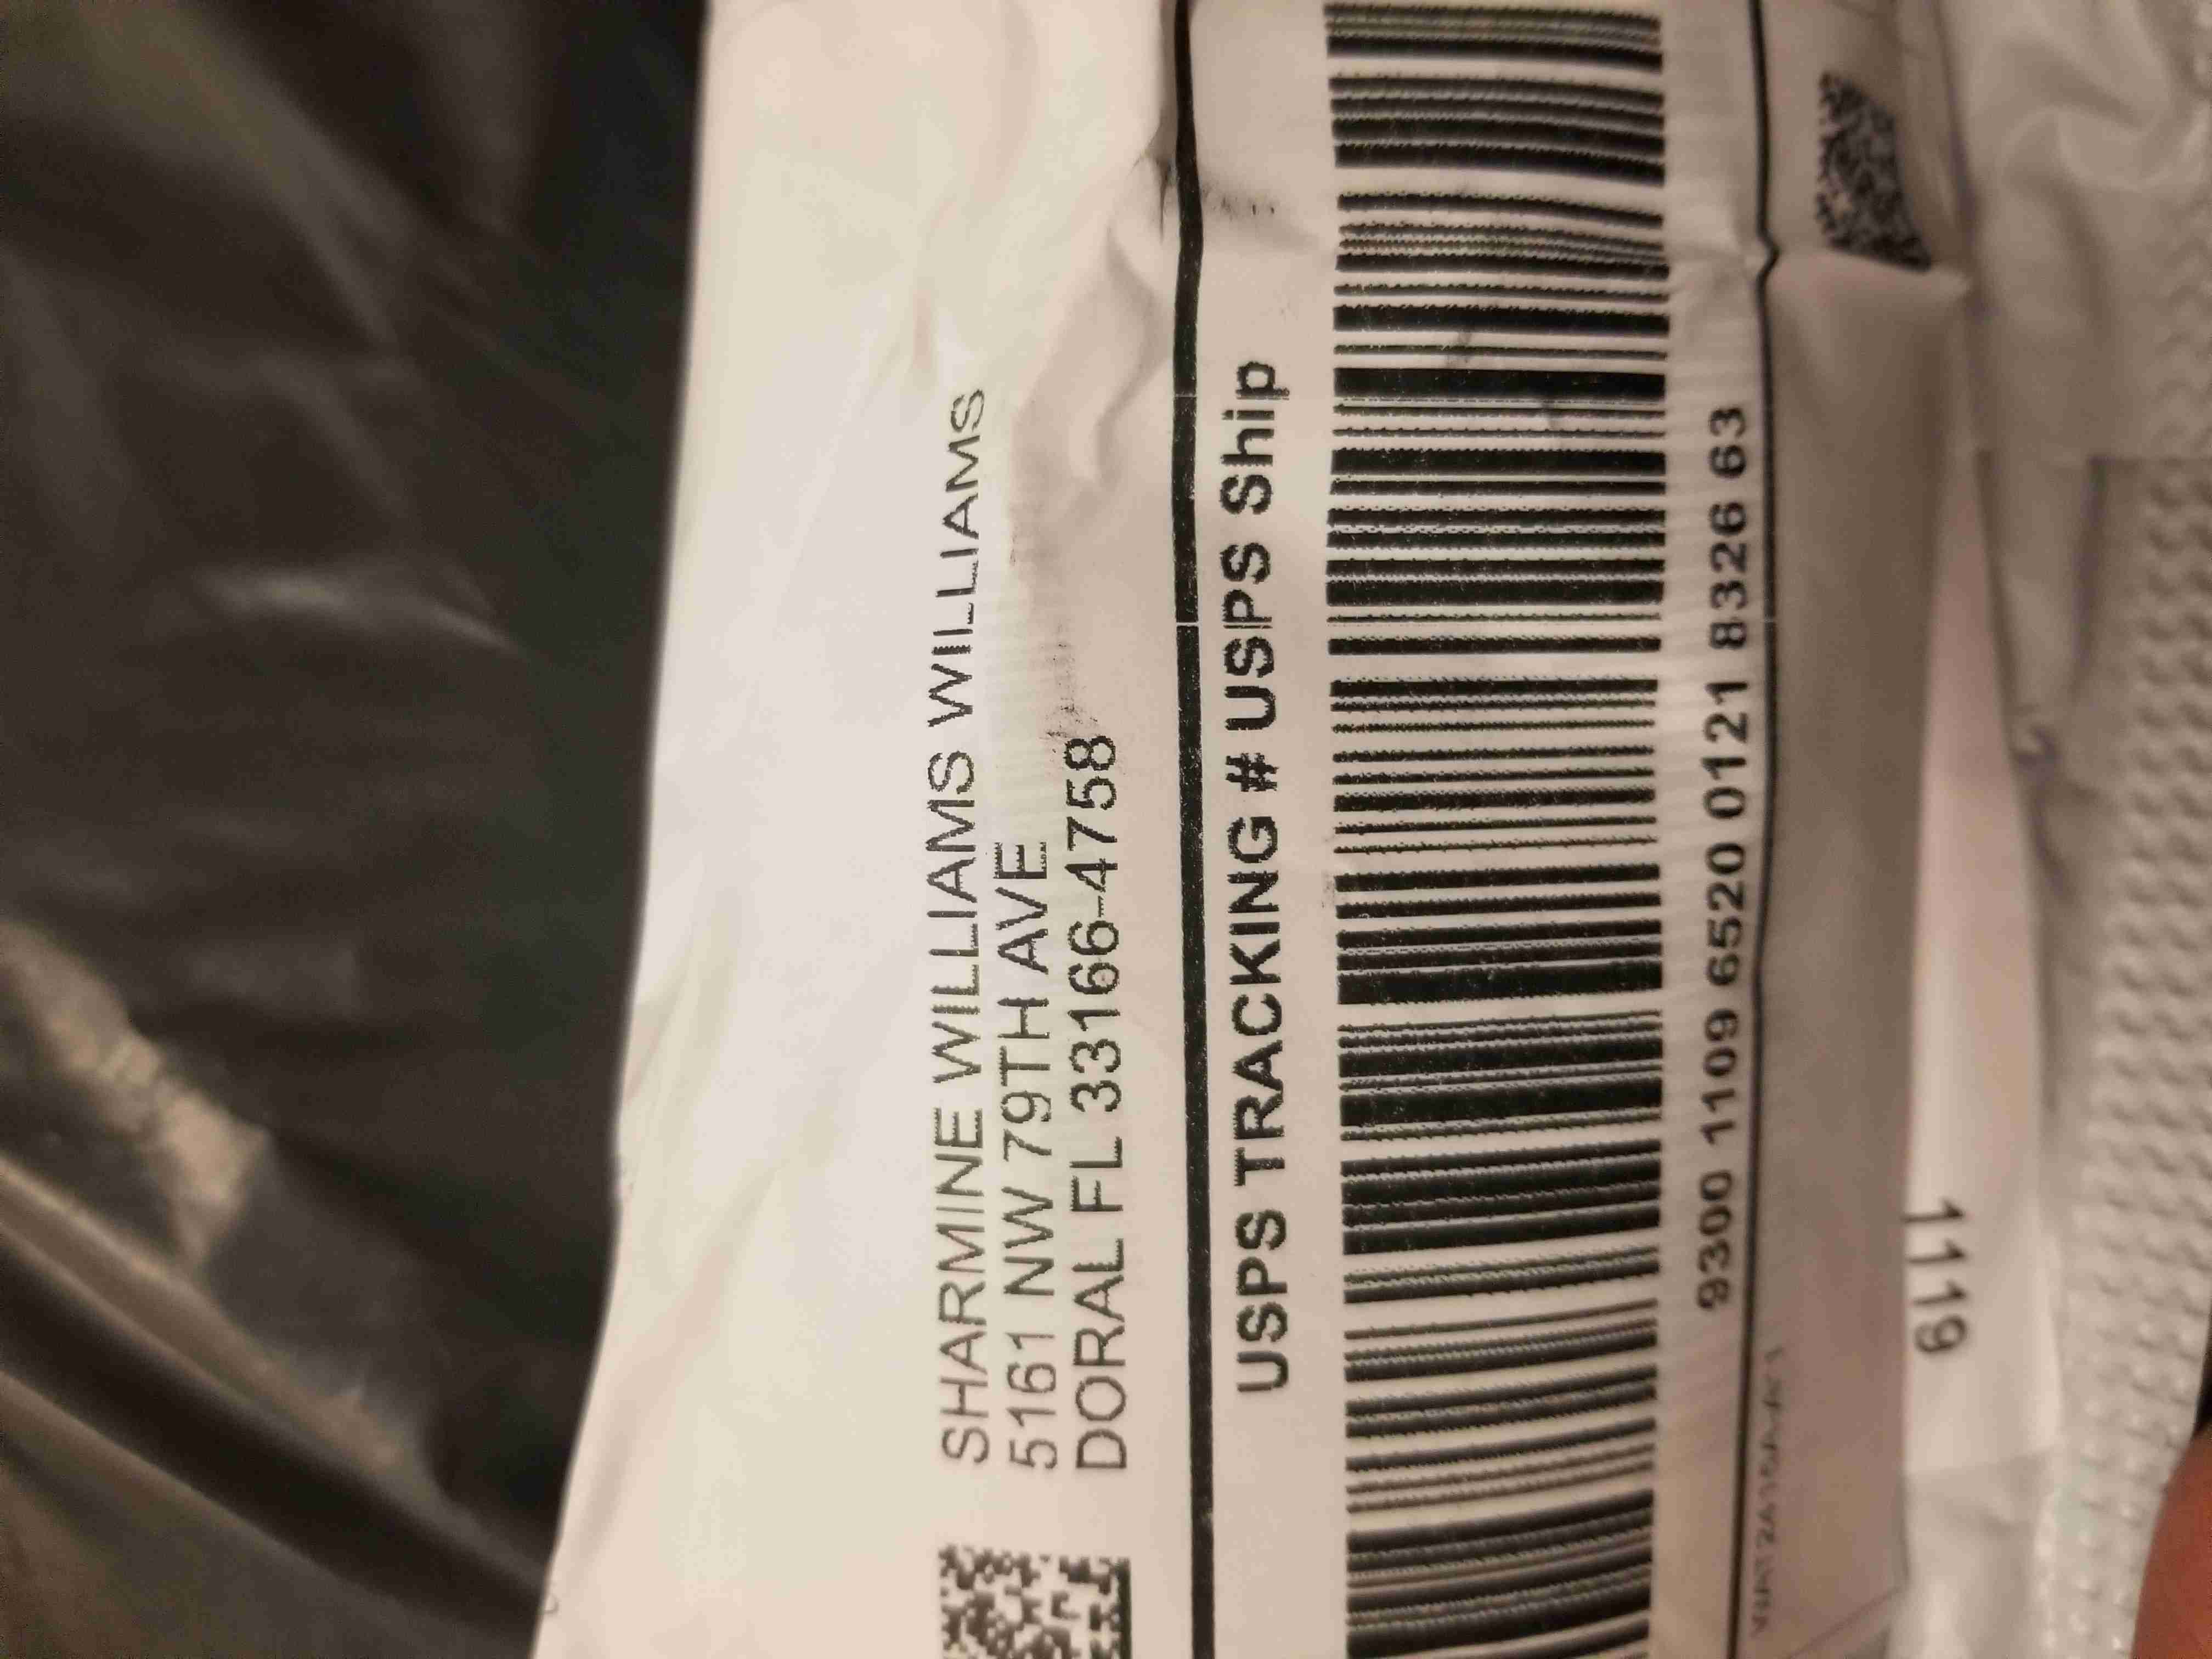 SHARMINE WILLIAMS WILLIAMS
5161 NW 79TH AVE
DORAL FL 33166-4758
USPS TRACKING # USPS Ship
9300 1109 6520 0121 8326 63
1119